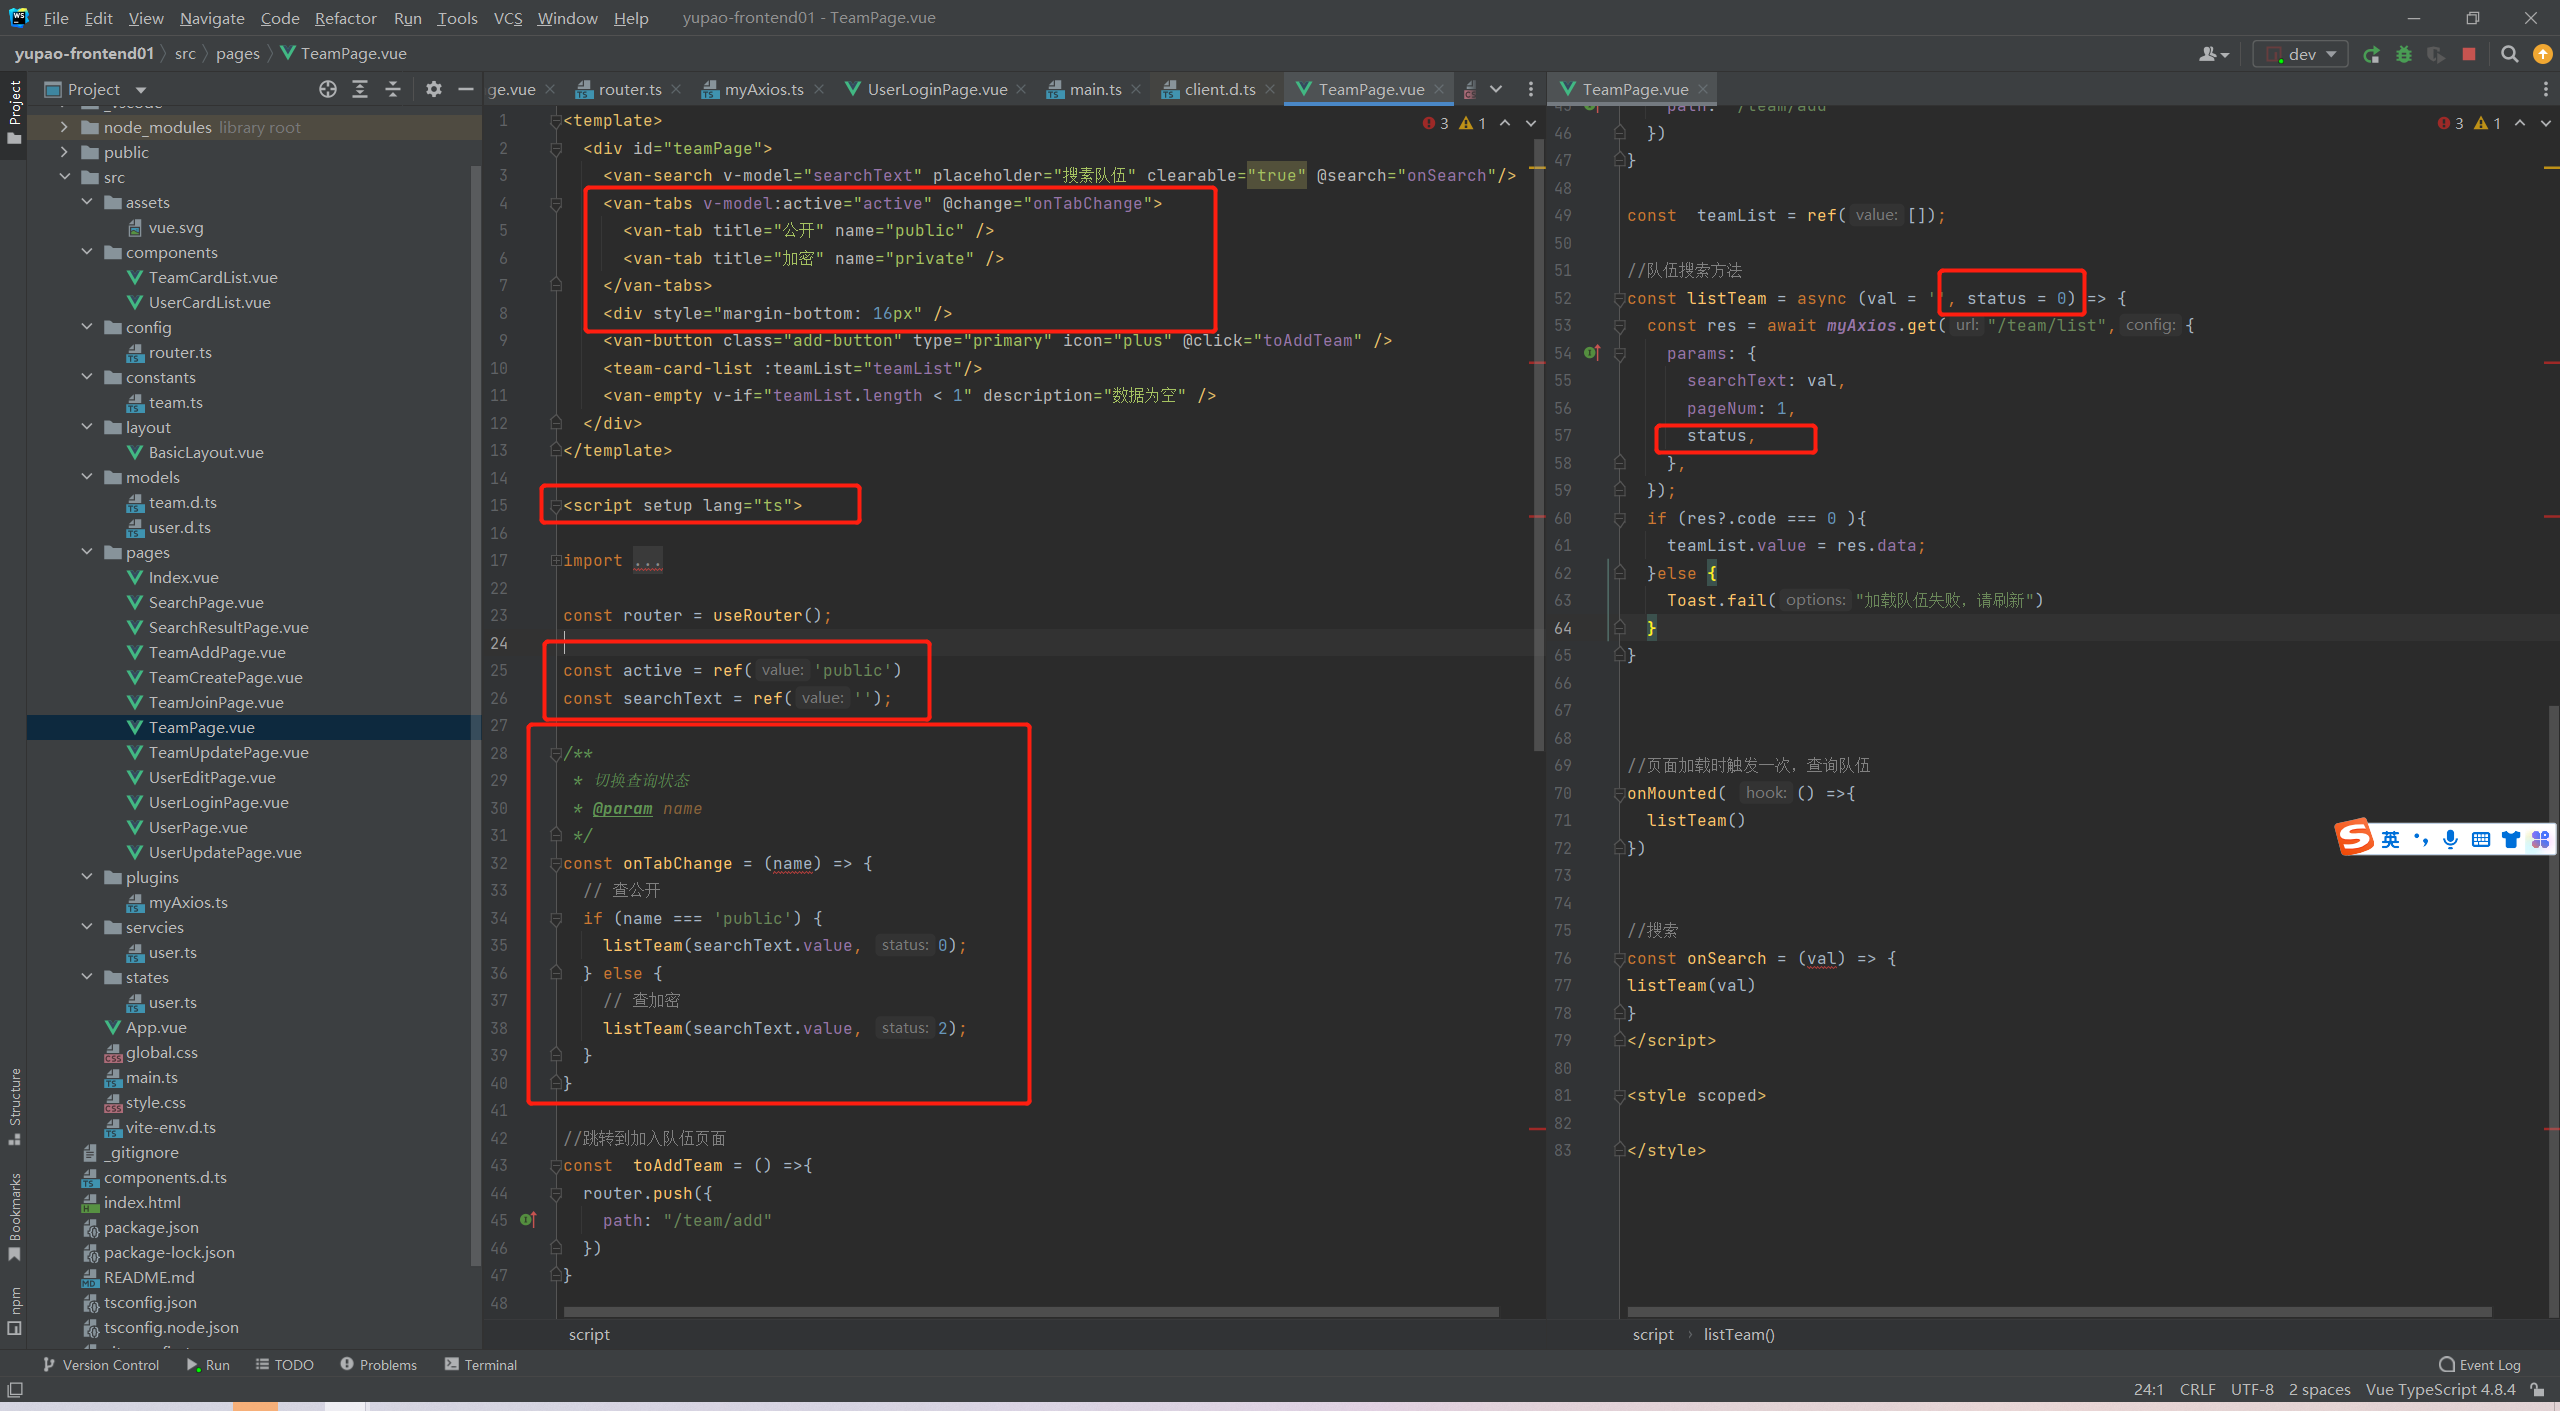 File Edit View Navigate Code Refactor Run Tools VCS Window Help yupao-frontend01 - TeamPage.vue
yupao-frontend01 src pages TeamPage.vue dev
Project
ge.vue router.ts myAxios.ts UserLoginPage.vue main.ts client.d.ts TeamPage.vue
TeamPage.vue
Project
node_modules library root
public
src
assets
vue.svg
components
TeamCardList.vue
UserCardList.vue
config
router.ts
constants
team.ts
layout
BasicLayout.vue
models
team.d.ts
user.d.ts
pages
Index.vue
SearchPage.vue
SearchResultPage.vue
TeamAddPage.vue
TeamCreatePage.vue
TeamJoinPage.vue
TeamPage.vue
TeamUpdatePage.vue
UserEditPage.vue
UserLoginPage.vue
UserPage.vue
UserUpdatePage.vue
plugins
myAxios.ts
servcies
user.ts
states
user.ts
App.vue
global.css
main.ts
style.css
vite-env.d.ts
_gitignore
components.d.ts
index.html
package.json
package-lock.json
README.md
tsconfig.json
tsconfig.node.json
Structure
Bookmarks
npm
3 1
1 <template>
2 <div id="teamPage">
3 <van-search v-model="searchText" placeholder="搜素队伍" clearable="true" @search="onSearch"/>
4 <van-tabs v-model:active="active" @change="onTabChange">
5 <van-tab title="公开" name="public" />
6 <van-tab title="加密" name="private" />
7 </van-tabs>
8 <div style="margin-bottom: 16px" />
9 <van-button class="add-button" type="primary" icon="plus" @click="toAddTeam" />
10 <team-card-list :teamList="teamList"/>
11 <van-empty v-if="teamList.length < 1" description="数据为空" />
12 </div>
13 </template>
14
15 <script setup lang="ts">
16
17 import ...
22
23 const router = useRouter();
24
25 const active = ref( value: 'public')
26 const searchText = ref( value: '');
27
28 /**
29 * 切换查询状态
30 * @param name
31 */
32 const onTabChange = (name) => {
33 // 查公开
34 if (name === 'public') {
35 listTeam(searchText.value, status: 0);
36 } else {
37 // 查加密
38 listTeam(searchText.value, status: 2);
39 }
40 }
41
42 //跳转到加入队伍页面
43 const toAddTeam = () =>{
44 router.push({
45 path: "/team/add"
46 })
47 }
48
script
3 1
45 path: "/team/add"
46 })
47 }
48
49 const teamList = ref( value: []);
50
51 //队伍搜索方法
52 const listTeam = async (val = '', status = 0) => {
53 const res = await myAxios.get( url: "/team/list", config: {
54 params: {
55 searchText: val,
56 pageNum: 1,
57 status,
58 },
59 });
60 if (res?.code === 0 ){
61 teamList.value = res.data;
62 }else {
63 Toast.fail( options: "加载队伍失败，请刷新")
64 }
65 }
66
67
68
69 //页面加载时触发一次，查询队伍
70 onMounted( hook: () =>{
71 listTeam()
72 })
73
74
75 //搜索
76 const onSearch = (val) => {
77 listTeam(val)
78 }
79 </script>
80
81 <style scoped>
82
83 </style>
script listTeam()
英
Version Control Run TODO Problems Terminal Event Log
24:1 CRLF UTF-8 2 spaces Vue TypeScript 4.8.4